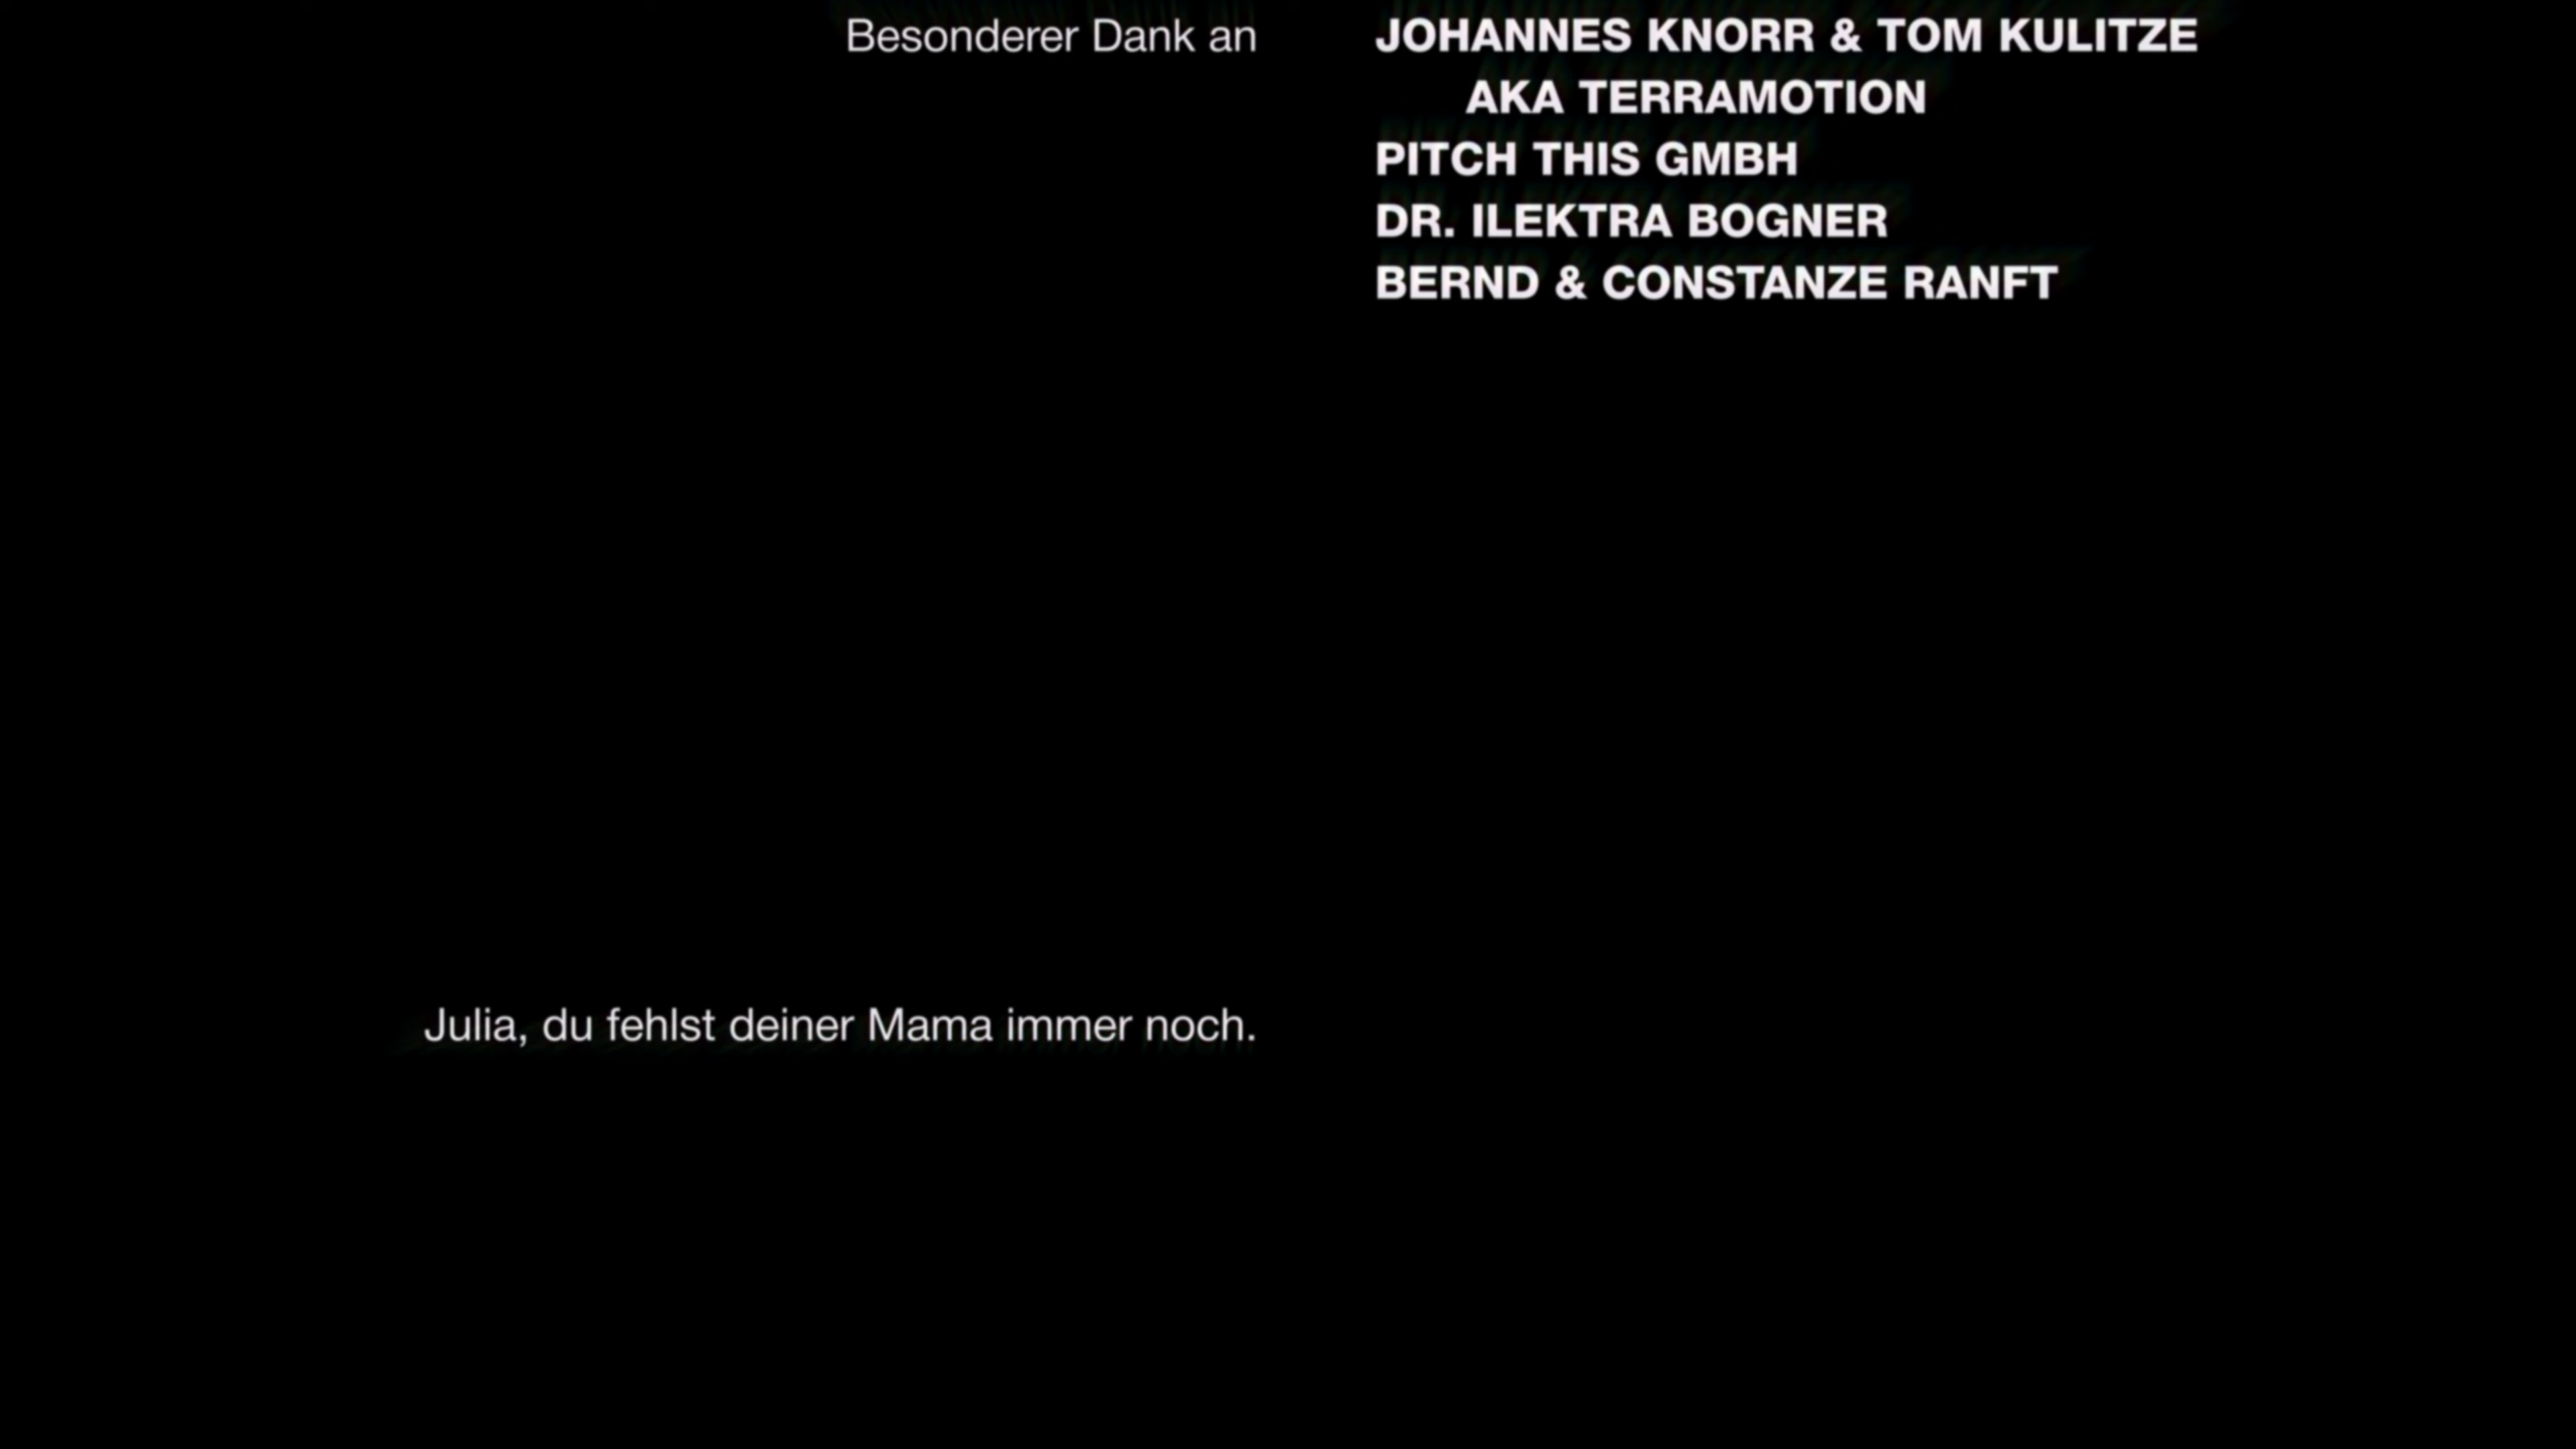 Besonderer Dank an JOHANNES KNORR & TOM KULITZE
AKA TERRAMOTION
PITCH THIS GMBH
DR. ILEKTRA BOGNER
BERND & CONSTANZE RANFT
Julia, du fehlst deiner Mama immer noch.